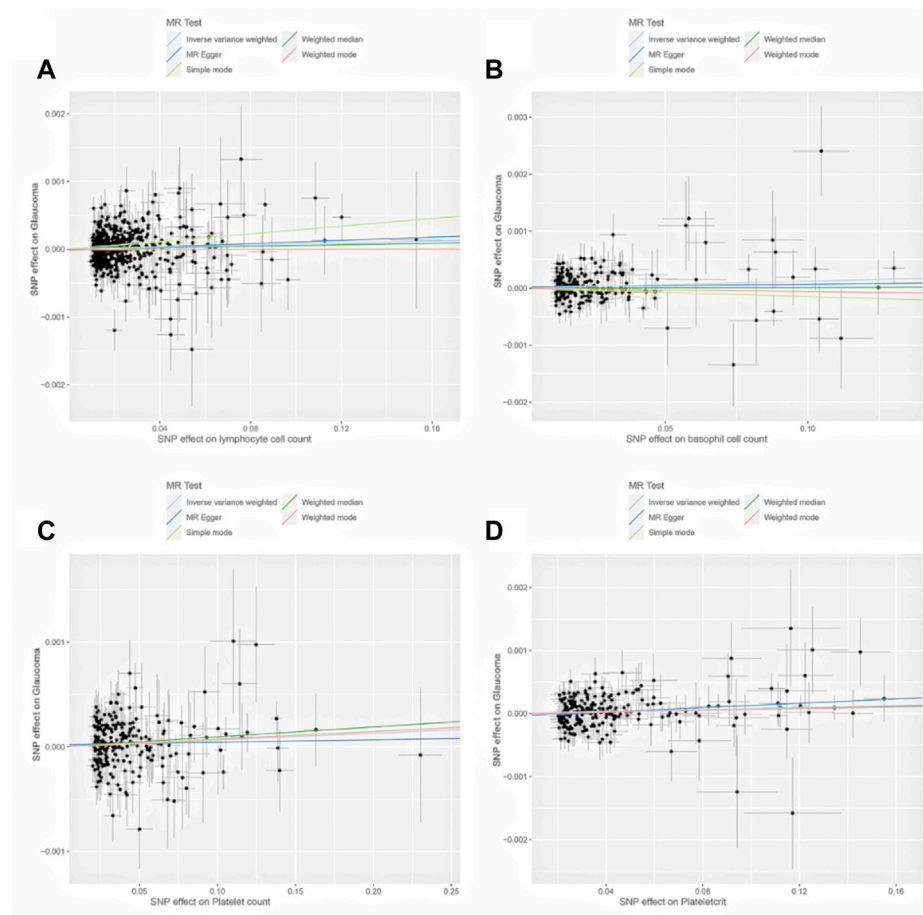 MR Test
Inverse variance weighted
Weighted median
MR Egger
Weighted mode
Simple mode
A
SNP effect on Glaucoma
0.002
0.001
0.000
−0.001
−0.002
0.04
0.08
0.12
0.16
SNP effect on lymphocyte cell count
MR Test
Inverse variance weighted
Weighted median
MR Egger
Weighted mode
Simple mode
B
SNP effect on Glaucoma
0.003
0.002
0.001
0.000
−0.001
−0.002
0.05
0.10
SNP effect on basophil cell count
MR Test
Inverse variance weighted
Weighted median
MR Egger
Weighted mode
Simple mode
C
SNP effect on Glaucoma
0.001
0.000
−0.001
0.05
0.10
0.15
0.20
0.25
SNP effect on Platelet count
MR Test
Inverse variance weighted
Weighted median
MR Egger
Weighted mode
Simple mode
D
SNP effect on Glaucoma
0.002
0.001
0.000
−0.001
−0.002
0.04
0.08
0.12
0.16
SNP effect on Plateletcrit